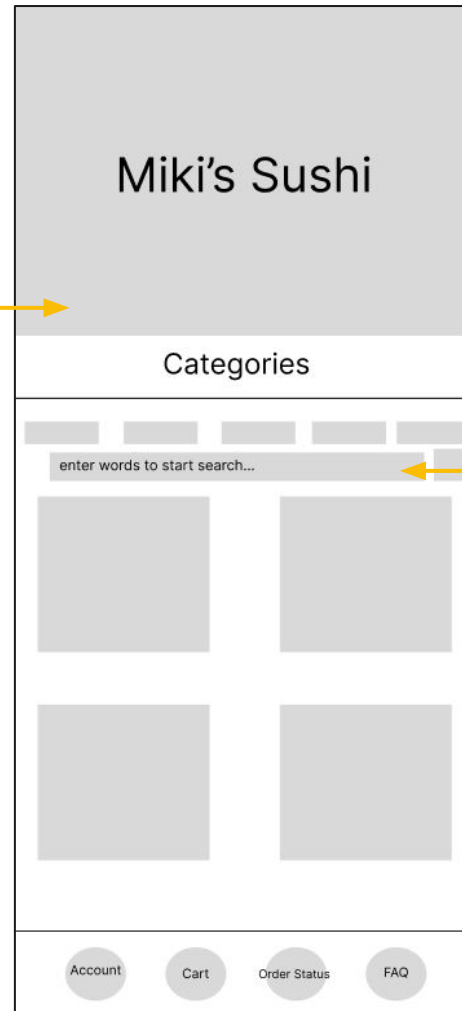 Miki's Sushi
Categories
enter words to start search...
Account
Cart
Order Status
FAQ